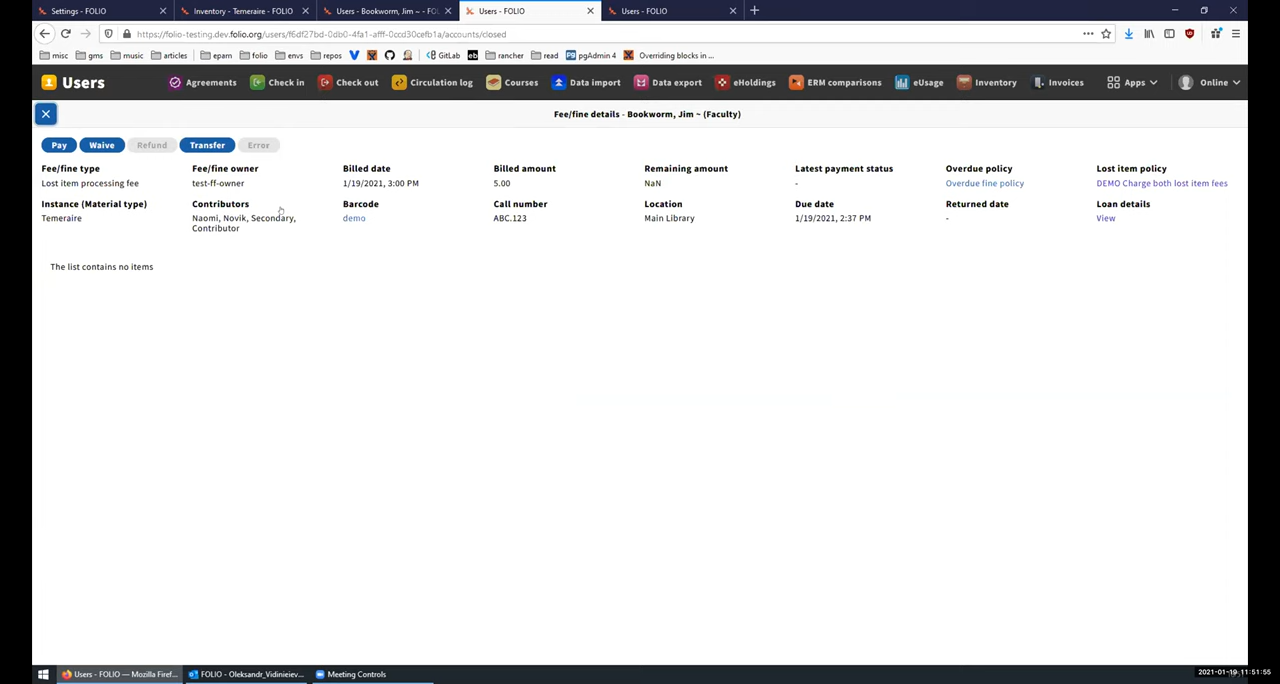 Settings - FOLIO
Inventory - Temeraire - FOLIO
Users - Bookworm, Jim ~ - FOL
Users - FOLIO
Users - FOLIO
https://folio-testing.dev.folio.org/users/f6df27bd-0db0-4fa1-afff-0ccd30cefb1a/accounts/closed
misc gms music articles epam folio envs repos GitLab eb rancher read pgAdmin 4 Overriding blocks in ...
Users Agreements Check in Check out Circulation log Courses Data import Data export eHoldings ERM comparisons eUsage Inventory Invoices Apps Online
Fee/fine details - Bookworm, Jim ~ (Faculty)
Pay Waive Refund Transfer Error
Fee/fine type Fee/fine owner Billed date Billed amount Remaining amount Latest payment status Overdue policy Lost item policy
Lost item processing fee test-ff-owner 1/19/2021, 3:00 PM 5.00 NaN - Overdue fine policy DEMO Charge both lost item fees
Instance (Material type) Contributors Barcode Call number Location Due date Returned date Loan details
Temeraire Naomi, Novik, Secondary, demo ABC.123 Main Library 1/19/2021, 2:37 PM - View
Contributor
The list contains no items
Users - FOLIO — Mozilla Firef... FOLIO - Oleksandr_Vidinieiev... Meeting Controls
2021-01-19 11:51:55